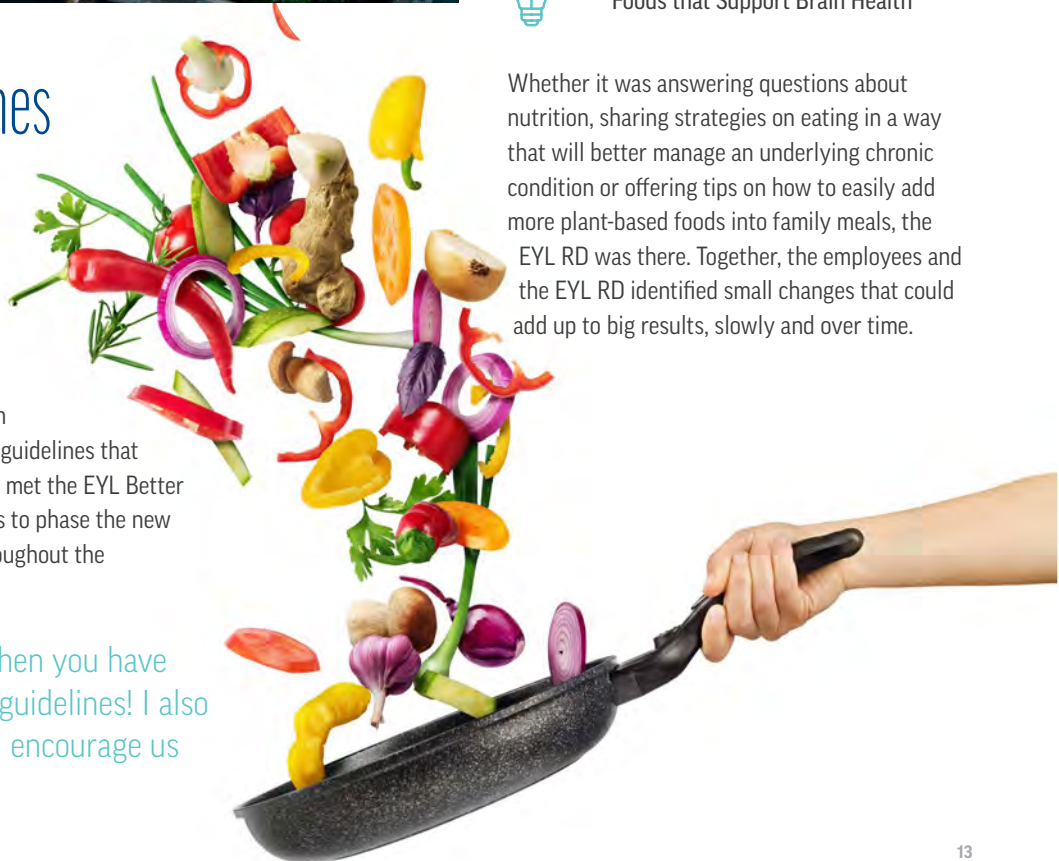 nes
n
guidelines that
met the EYL Better
s to phase the new
oughout the
hen you have
guidelines! I also
encourage us
Foods that Support Brain Health
Whether it was answering questions about
nutrition, sharing strategies on eating in a way
that will better manage an underlying chronic
condition or offering tips on how to easily add
more plant-based foods into family meals, the
EYL RD was there. Together, the employees and
the EYL RD identified small changes that could
add up to big results, slowly and over time.
13